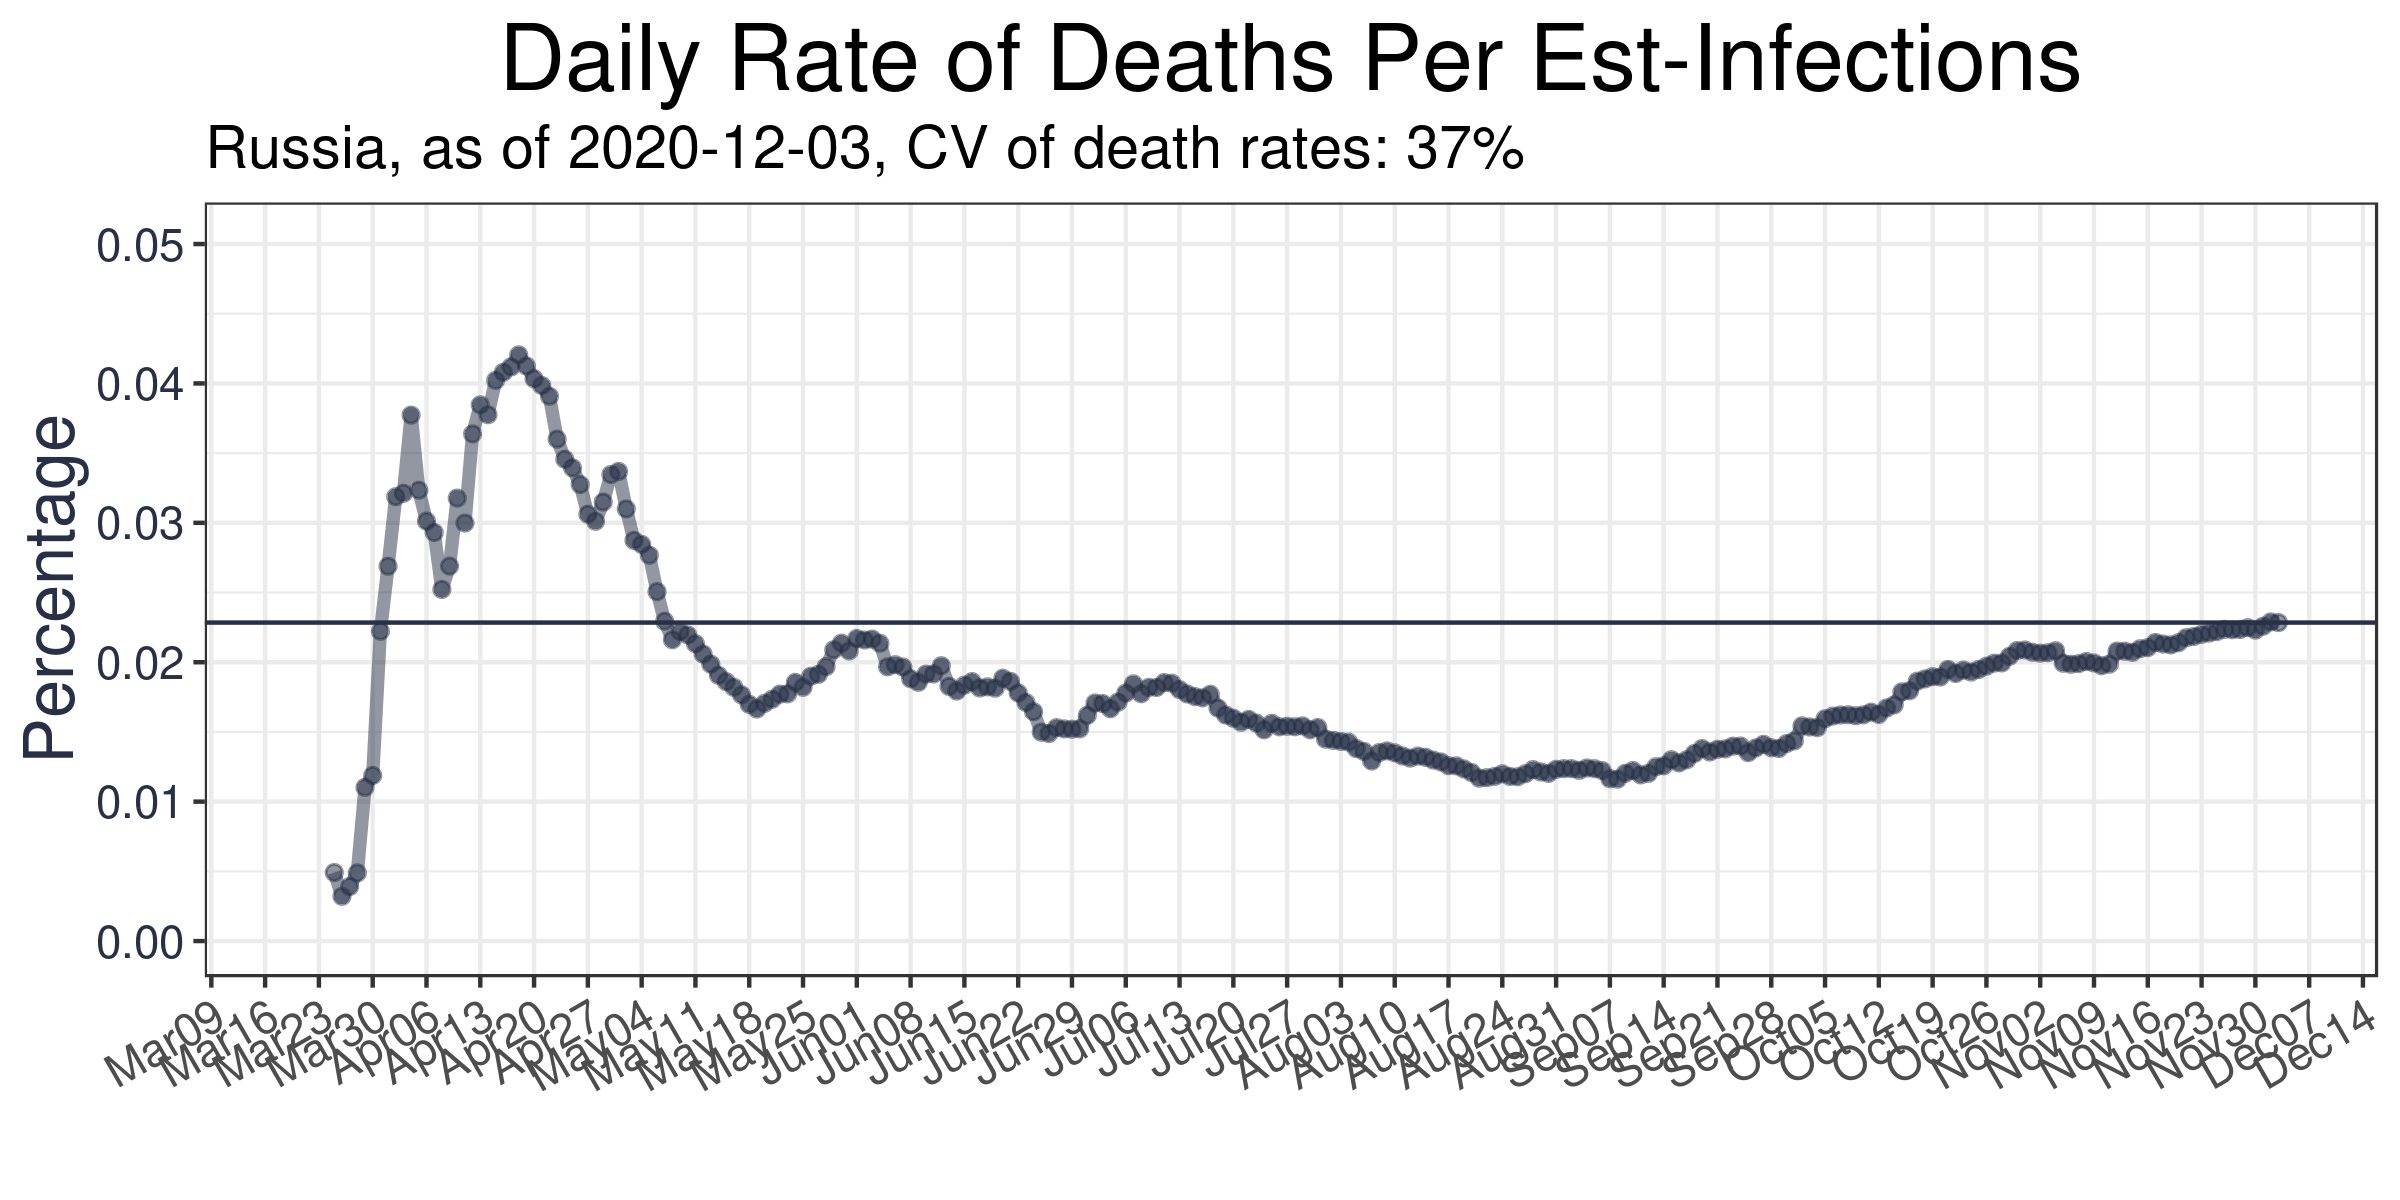 Daily Rate of Deaths Per Est-Infections
Russia, as of 2020-12-03, CV of death rates: 37%
Percentage
0.05
0.04
0.03
0.02
0.01
0.00
Mar09
Mar16
Mar23
Mar30
Apr06
Apr13
Apr20
Apr27
May04
May11
May18
May25
Jun01
Jun08
Jun15
Jun22
Jun29
Jul06
Jul13
Jul20
Jul27
Aug03
Aug10
Aug17
Aug24
Aug31
Sep07
Sep14
Sep21
Sep28
Oct05
Oct12
Oct19
Oct26
Nov02
Nov09
Nov16
Nov23
Nov30
Dec07
Dec14